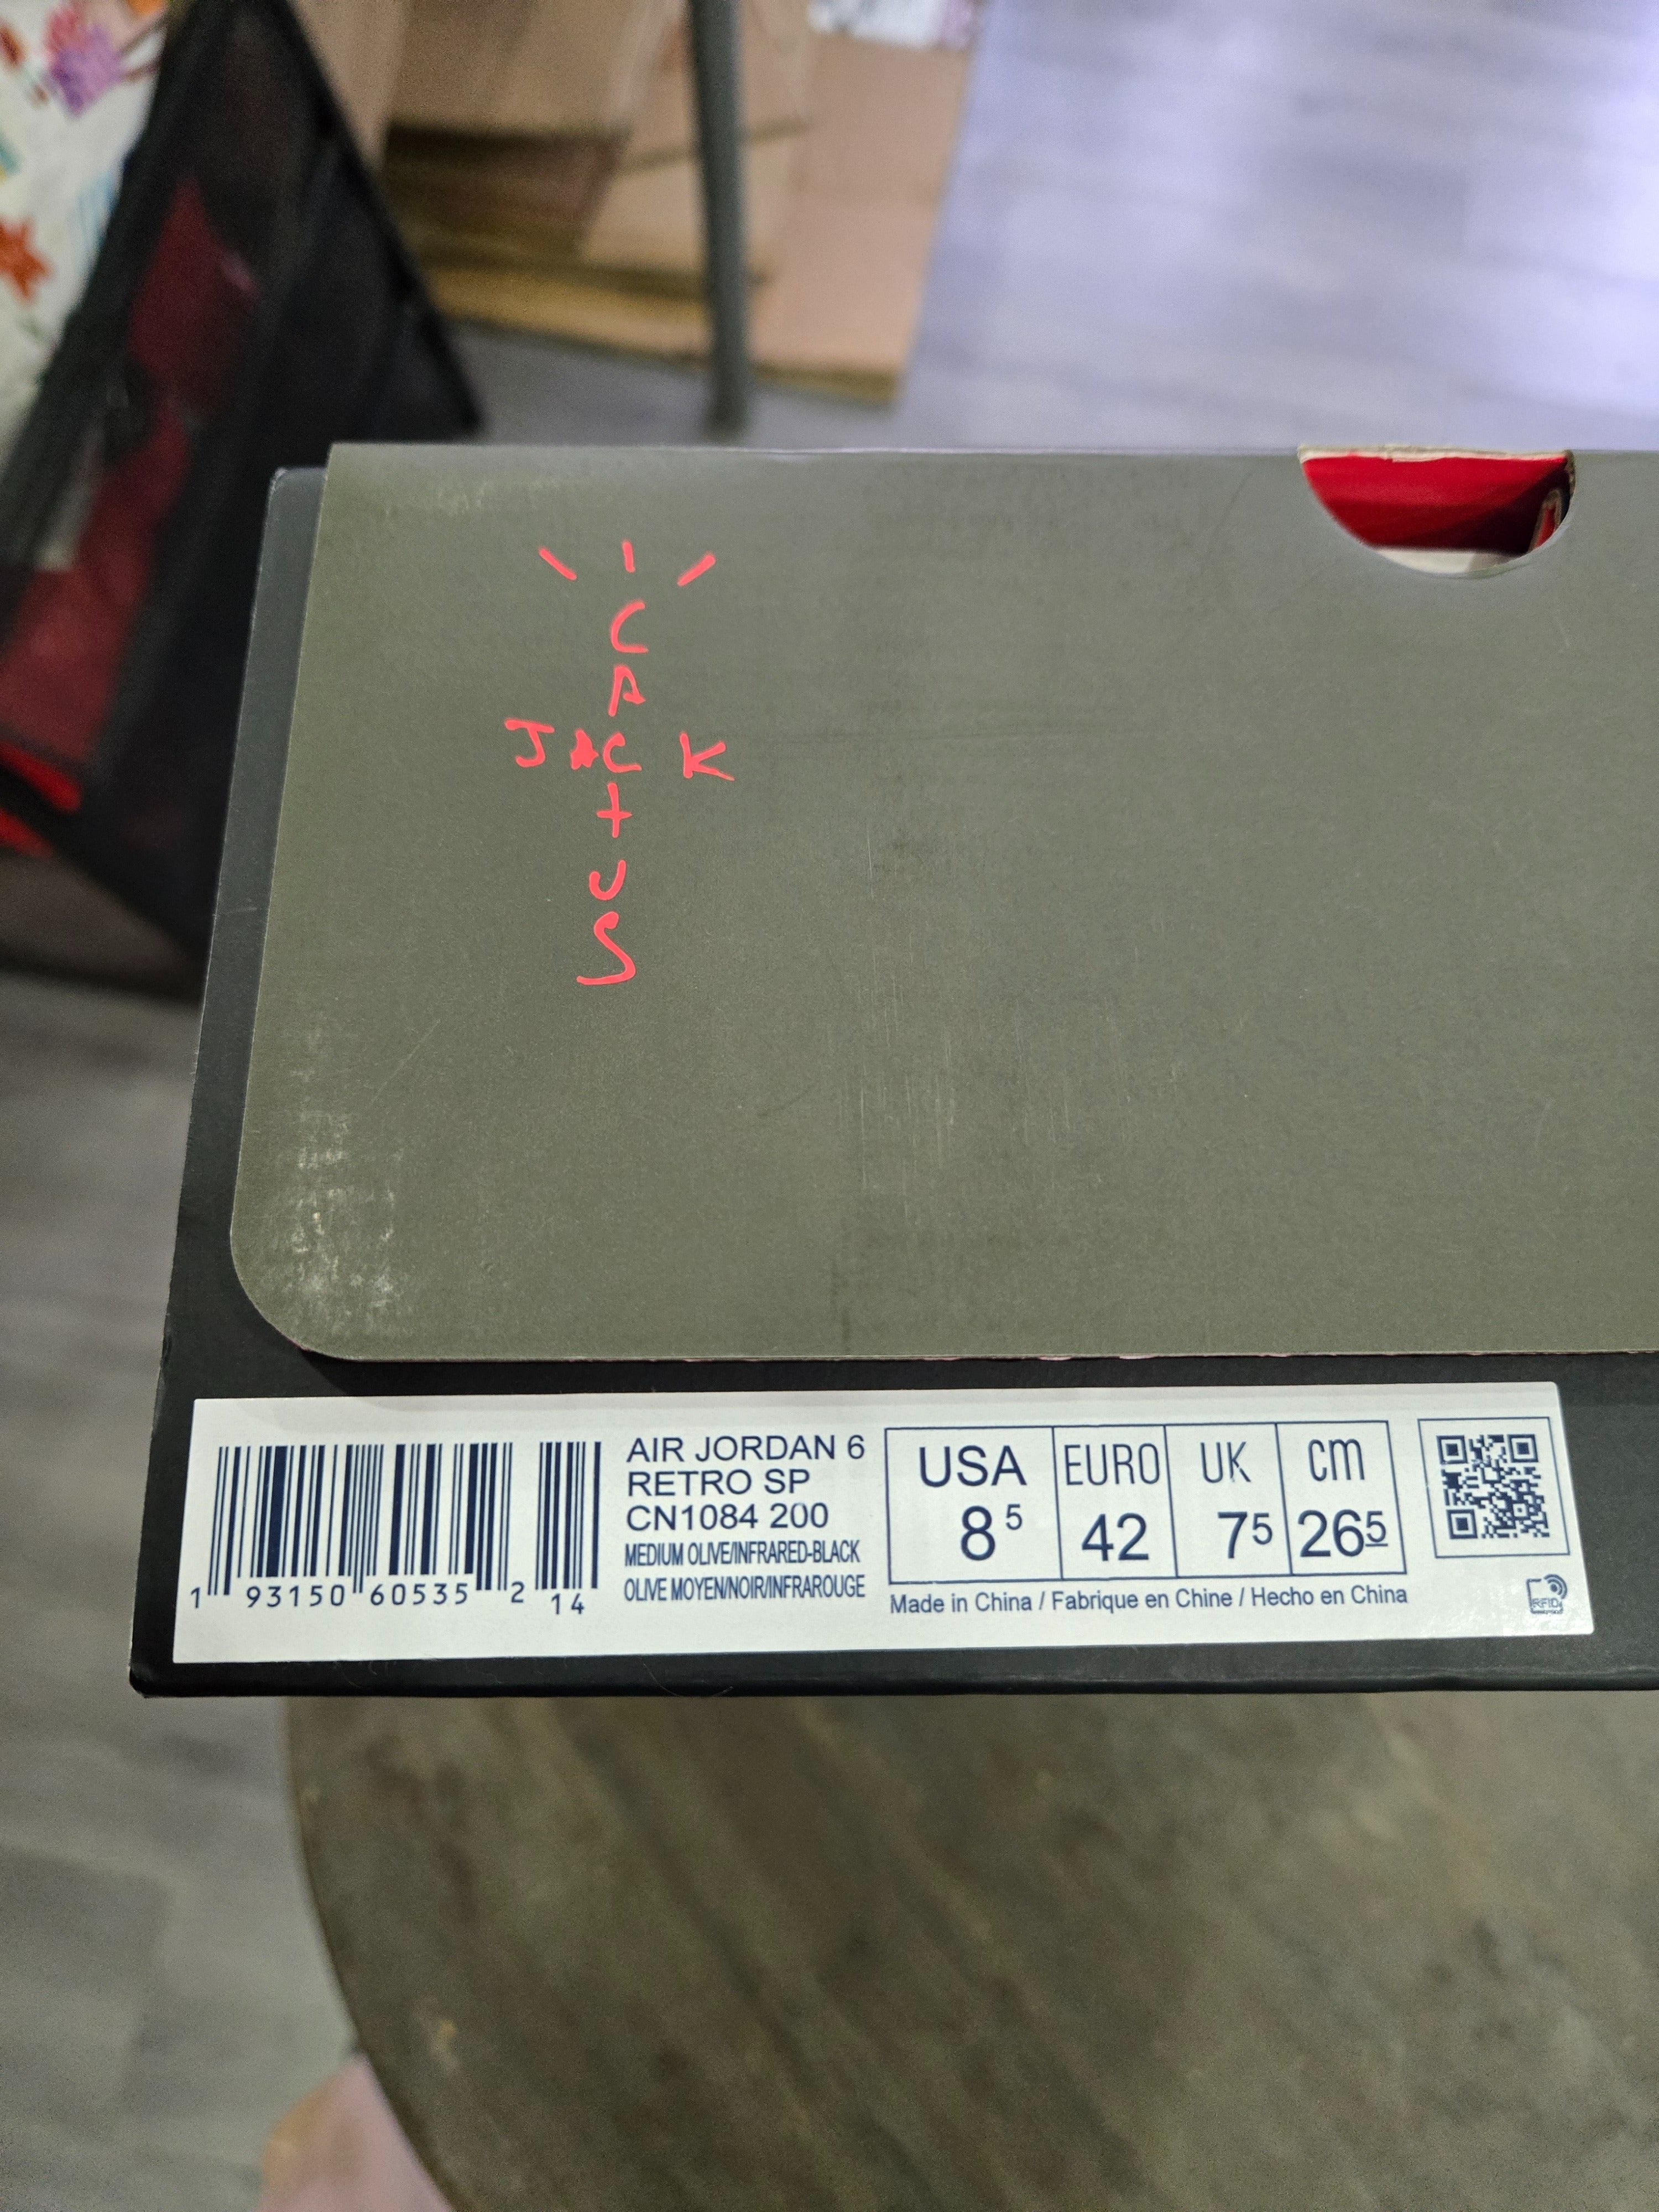 C
A
JACK
T
U
S
AIR JORDAN 6
RETRO SP
CN1084 200
MEDIUM OLIVE/INFRARED-BLACK
OLIVE MOYEN/NOIR/INFRAROUGE
1 93150 60535 2 14
USA EURO UK cm
8 5 42 7 5 26 5
Made in China / Fabrique en Chine / Hecho en China
RFID